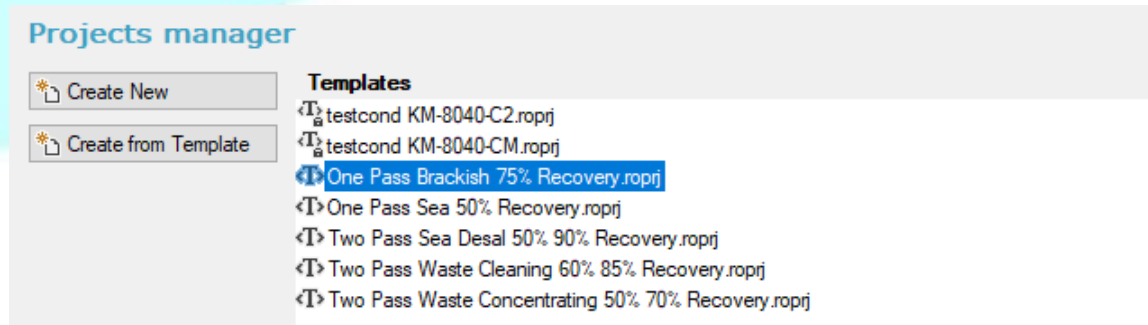 Projects manager
Create New
Create from Template
Templates
testcond KM-8040-C2.roprj
testcond KM-8040-CM.roprj
One Pass Brackish 75% Recovery.roprj
One Pass Sea 50% Recovery.roprj
Two Pass Sea Desal 50% 90% Recovery.roprj
Two Pass Waste Cleaning 60% 85% Recovery.roprj
Two Pass Waste Concentrating 50% 70% Recovery.roprj